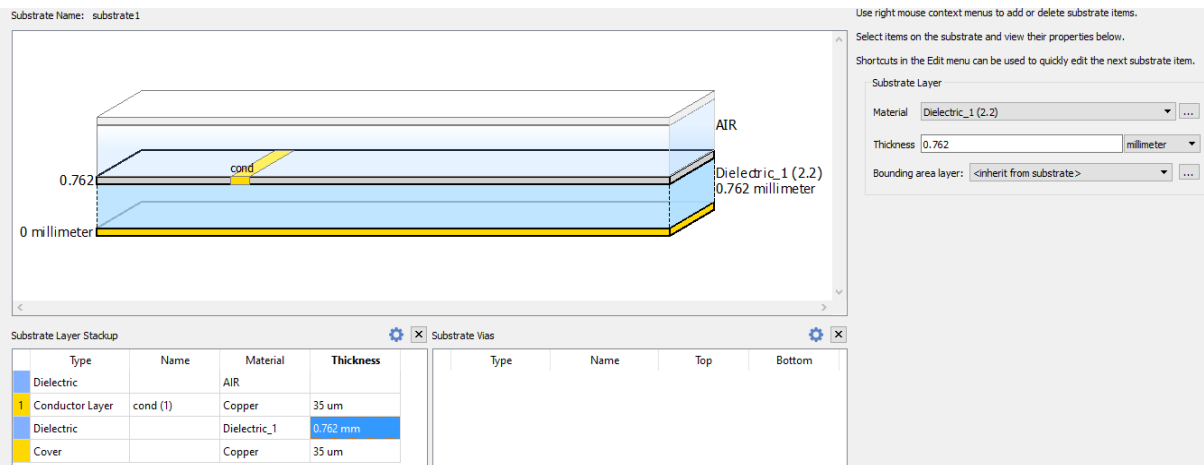 Substrate Name: substrate1
AIR
cond
0.762
Dielectric_1 (2.2)
0.762 millimeter
0 millimeter
Use right mouse context menus to add or delete substrate items.
Select items on the substrate and view their properties below.
Shortcuts in the Edit menu can be used to quickly edit the next substrate item.
Substrate Layer
Material Dielectric_1 (2.2) ...
Thickness 0.762 millimeter
Bounding area layer: <inherit from substrate> ...
Substrate Layer Stackup
Type Name Material Thickness
Dielectric AIR
1 Conductor Layer cond (1) Copper 35 um
Dielectric Dielectric_1 0.762 mm
Cover Copper 35 um
Substrate Vias
Type Name Top Bottom